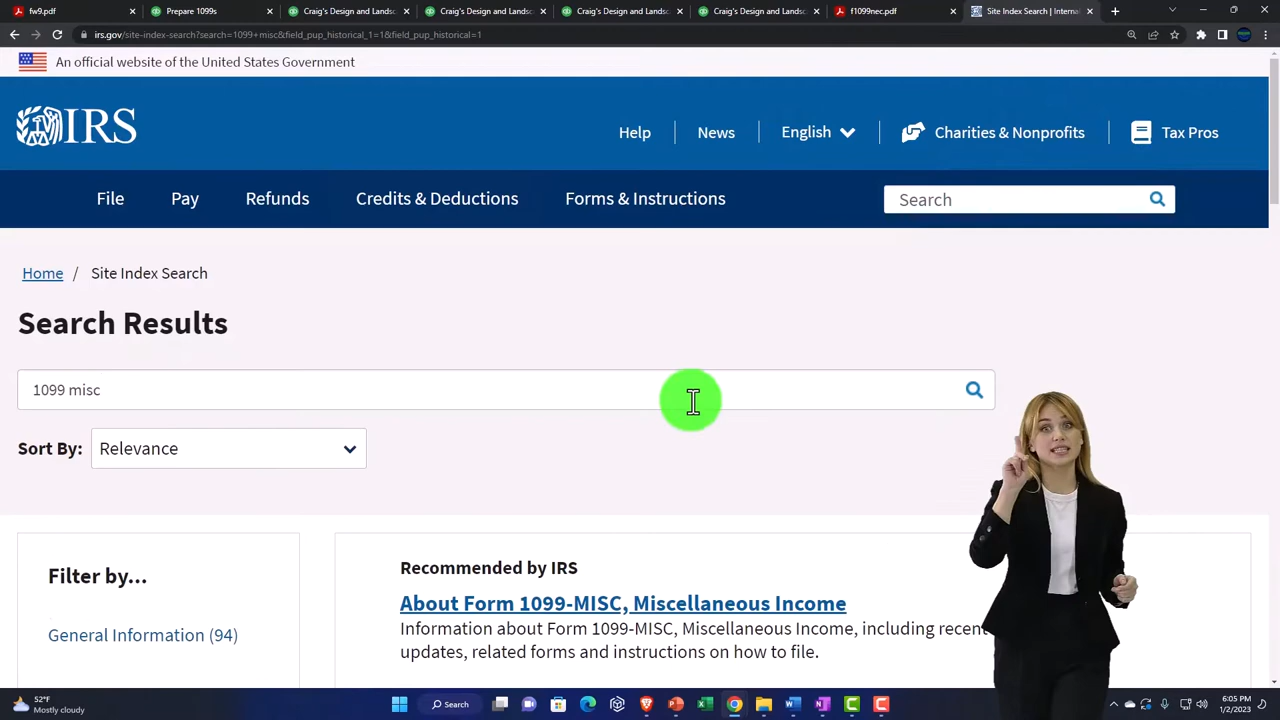 fw9.pdf
Prepare 1099s
Craig's Design and Landsc
Craig's Design and Landsc
Craig's Design and Landsc
Craig's Design and Landsc
f1099nec.pdf
Site Index Search | Internal
irs.gov/site-index-search?search=1099+misc&field_pup_historical_1=1&field_pup_historical=1
An official website of the United States Government
IRS
Help
News
English
Charities & Nonprofits
Tax Pros
File
Pay
Refunds
Credits & Deductions
Forms & Instructions
Search
Home / Site Index Search
Search Results
1099 misc
Sort By: Relevance
Filter by...
General Information (94)
Recommended by IRS
About Form 1099-MISC, Miscellaneous Income
Information about Form 1099-MISC, Miscellaneous Income, including recent
updates, related forms and instructions on how to file.
52°F
Mostly cloudy
Search
6:05 PM
1/2/2023